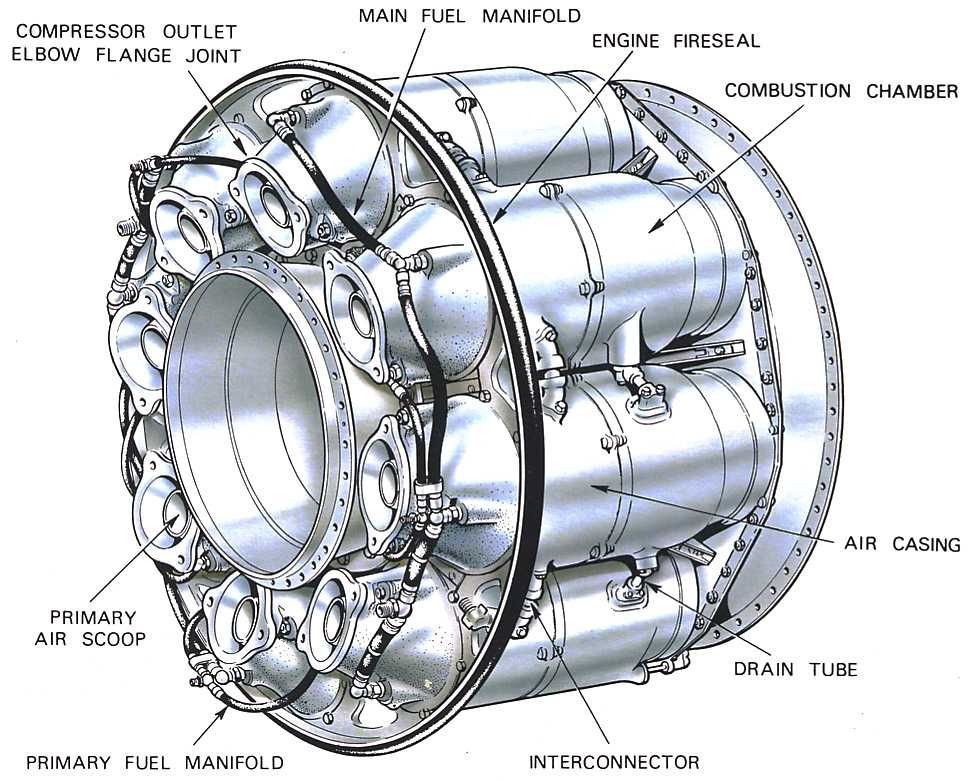 MAIN FUEL MANIFOLD
COMPRESSOR OUTLET
ELBOW FLANGE JOINT
ENGINE FIRESEAL
COMBUSTION CHAMBER
AIR CASING
PRIMARY
AIR SCOOP
DRAIN TUBE
PRIMARY FUEL MANIFOLD
INTERCONNECTOR